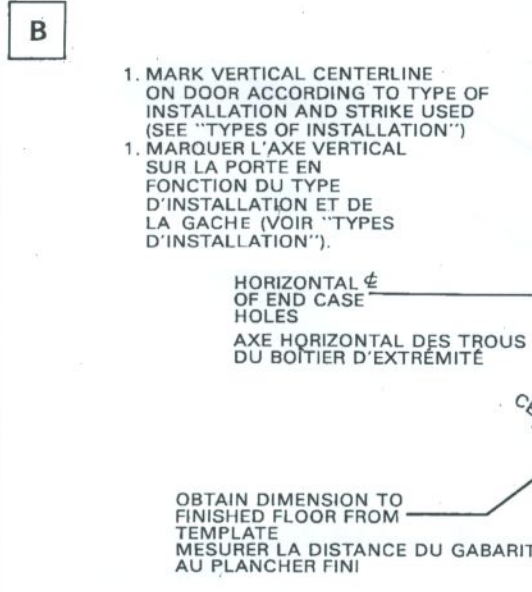 B
1. MARK VERTICAL CENTERLINE
ON DOOR ACCORDING TO TYPE OF
INSTALLATION AND STRIKE USED
(SEE "TYPES OF INSTALLATION")
1. MARQUER L'AXE VERTICAL
SUR LA PORTE EN
FONCTION DU TYPE
D'INSTALLATION ET DE
LA GACHE (VOIR "TYPES
D'INSTALLATION").
HORIZONTAL ℄
OF END CASE
HOLES
AXE HORIZONTAL DES TROUS
DU BOÎTIER D'EXTRÉMITÉ
OBTAIN DIMENSION TO
FINISHED FLOOR FROM
TEMPLATE
MESURER LA DISTANCE DU GABARIT
AU PLANCHER FINI